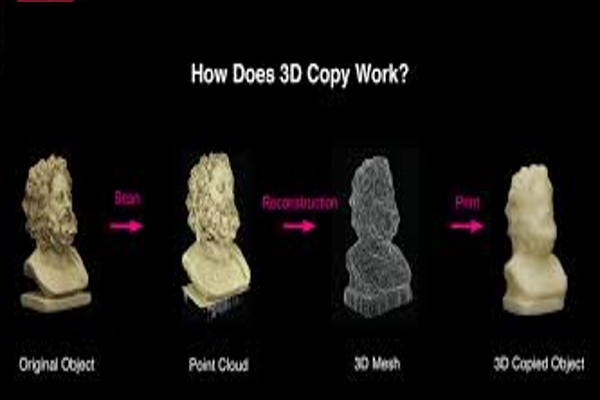 How Does 3D Copy Work?
Scan
Reconstruction
Print
Original Object
Point Cloud
3D Mesh
3D Copied Object